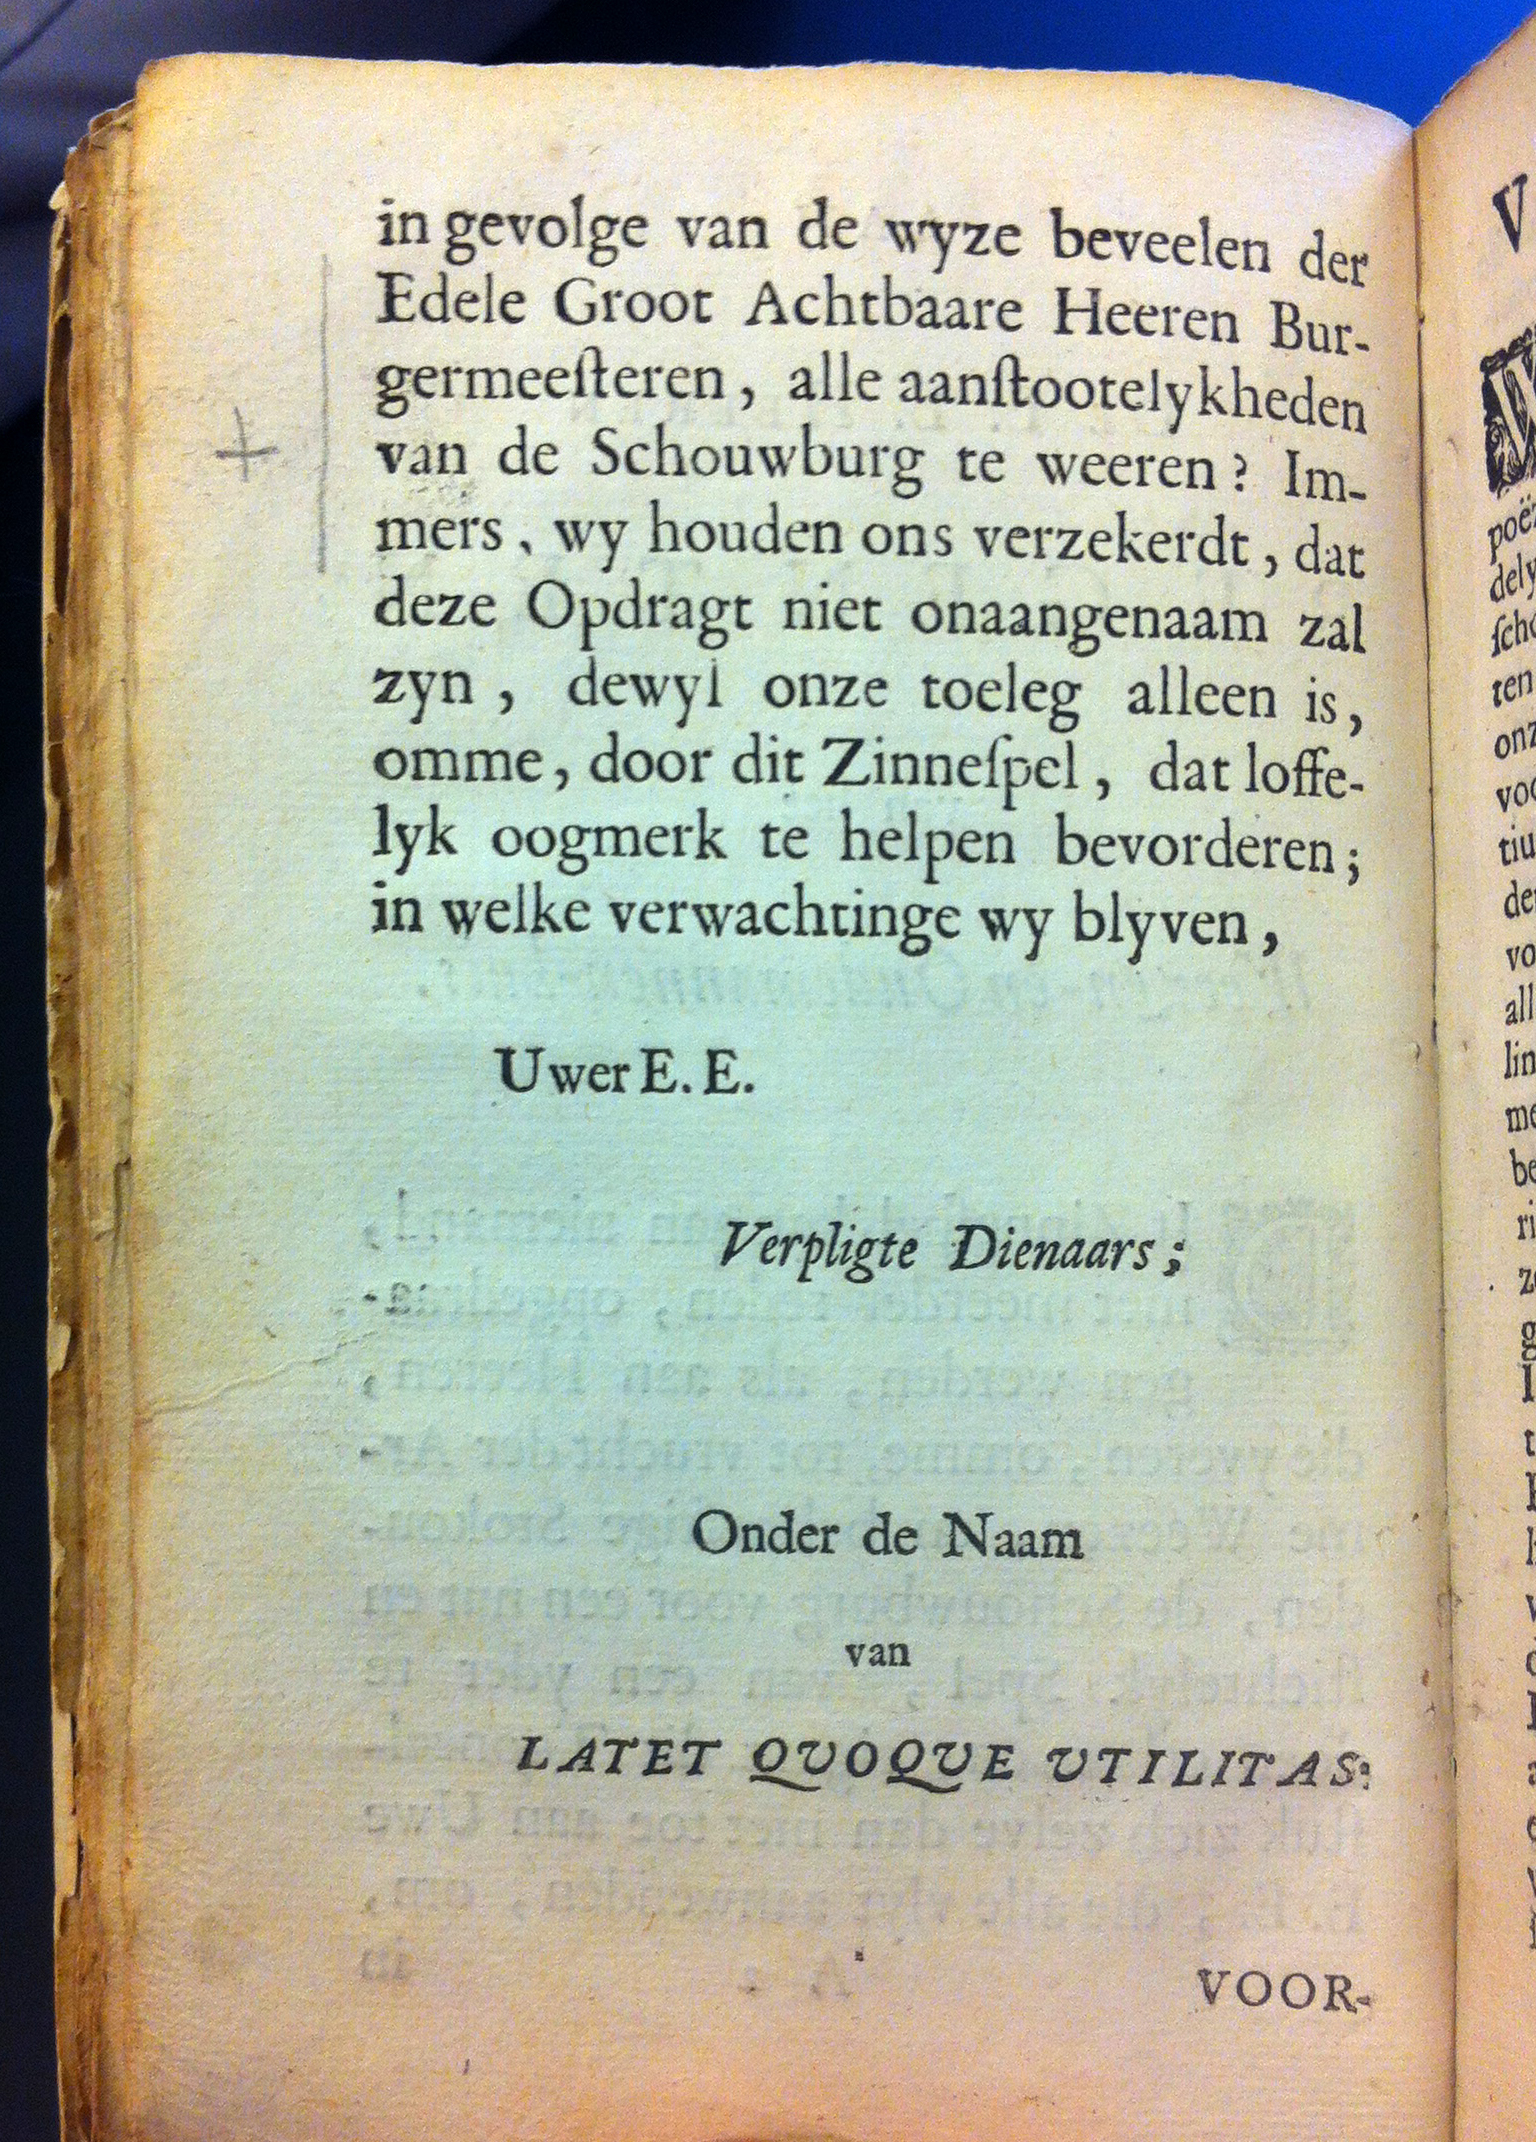 in gevolge van de wyze beveelen der
Edele Groot Achtbaare Heeren Bur-
germeeſteren, alle aanſtootelykheden
van de Schouwburg te weeren? Im-
mers, wy houden ons verzekerdt, dat
deze Opdragt niet onaangenaam zal
zyn, dewyl onze toeleg alleen is,
omme, door dit Zinneſpel, dat loffe-
lyk oogmerk te helpen bevorderen;
in welke verwachtinge wy blyven,
Uwer E. E.
Verpligte Dienaars;
Onder de Naam
van
LATET QUOQUE UTILITAS:
VOOR-